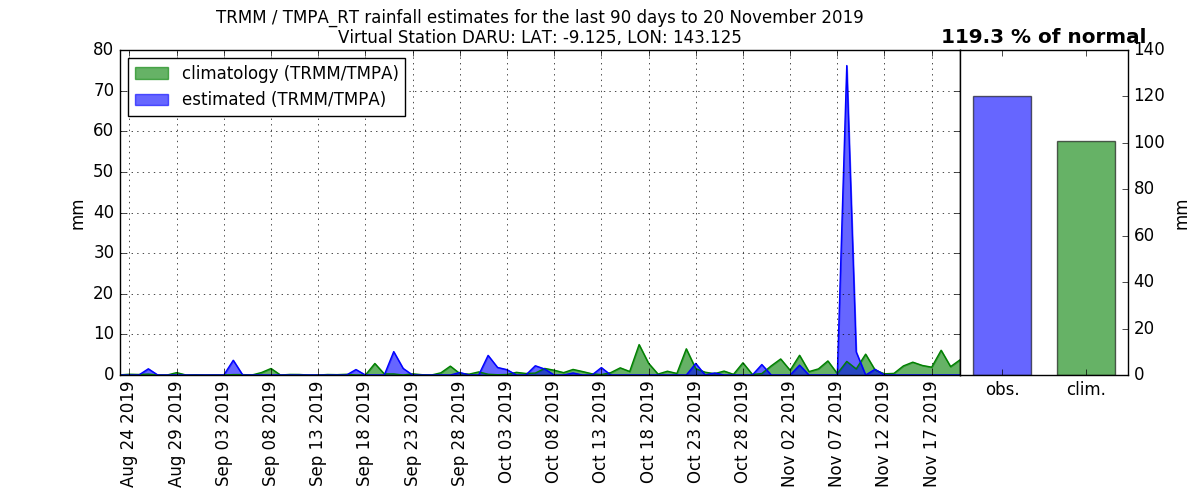 TRMM / TMPA_RT rainfall estimates for the last 90 days to 20 November 2019
Virtual Station DARU: LAT: -9.125, LON: 143.125
119.3 % of normal
climatology (TRMM/TMPA)
estimated (TRMM/TMPA)
mm
80
70
60
50
40
30
20
10
0
Aug 24 2019
Aug 29 2019
Sep 03 2019
Sep 08 2019
Sep 13 2019
Sep 18 2019
Sep 23 2019
Sep 28 2019
Oct 03 2019
Oct 08 2019
Oct 13 2019
Oct 18 2019
Oct 23 2019
Oct 28 2019
Nov 02 2019
Nov 07 2019
Nov 12 2019
Nov 17 2019
obs.
clim.
140
120
100
80
60
40
20
0
mm